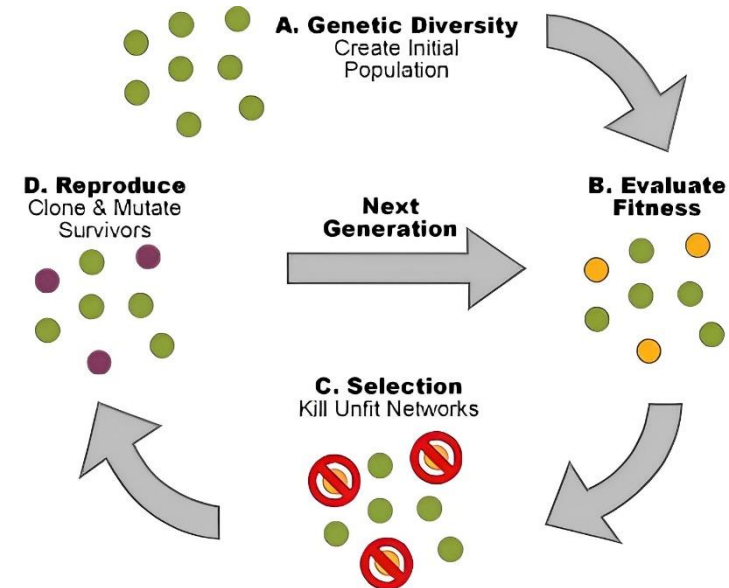 A. Genetic Diversity
Create Initial
Population
D. Reproduce
Clone & Mutate
Survivors
Next
Generation
B. Evaluate
Fitness
C. Selection
Kill Unfit Networks